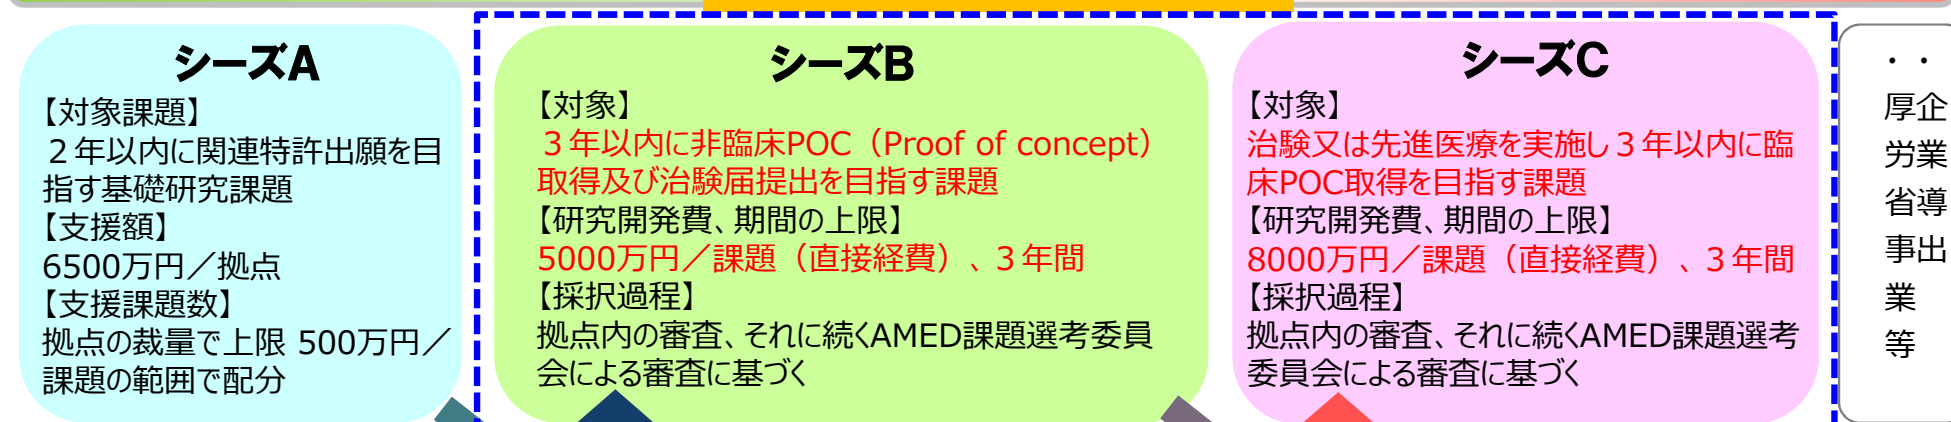 シーズA
【対象課題】
２年以内に関連特許出願を目
指す基礎研究課題
【支援額】
6500万円／拠点
【支援課題数】
拠点の裁量で上限 500万円／
課題の範囲で配分
シーズB
【対象】
３年以内に非臨床POC（Proof of concept）
取得及び治験届提出を目指す課題
【研究開発費、期間の上限】
5000万円／課題（直接経費）、３年間
【採択過程】
拠点内の審査、それに続くAMED課題選考委員
会による審査に基づく
シーズC
【対象】
治験又は先進医療を実施し３年以内に臨
床POC取得を目指す課題
【研究開発費、期間の上限】
8000万円／課題（直接経費）、３年間
【採択過程】
拠点内の審査、それに続くAMED課題選考
委員会による審査に基づく
・企業導出
・厚労省事業等